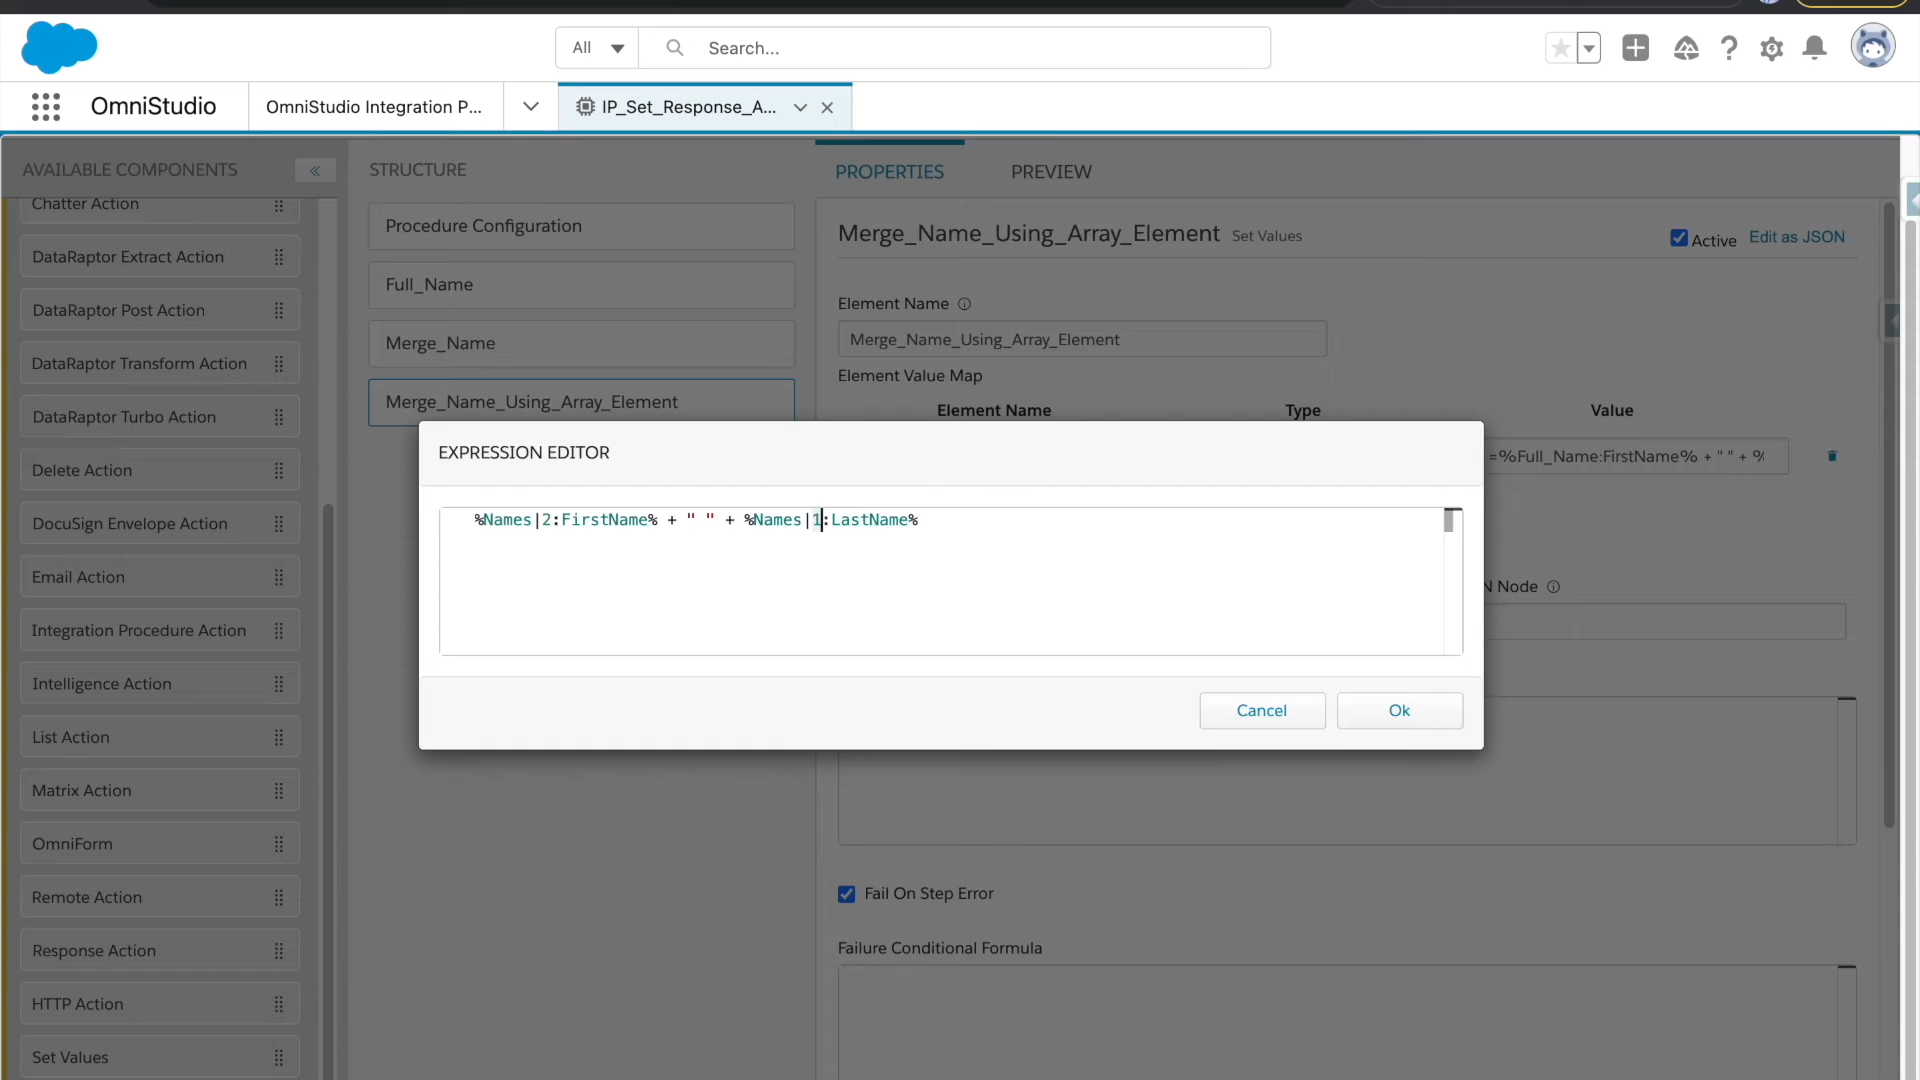 All
Search...
OmniStudio
OmniStudio Integration P...
IP_Set_Response_A...
AVAILABLE COMPONENTS
«
Chatter Action
DataRaptor Extract Action
DataRaptor Post Action
DataRaptor Transform Action
DataRaptor Turbo Action
Delete Action
DocuSign Envelope Action
Email Action
Integration Procedure Action
Intelligence Action
List Action
Matrix Action
OmniForm
Remote Action
Response Action
HTTP Action
Set Values
STRUCTURE
Procedure Configuration
Full_Name
Merge_Name
Merge_Name_Using_Array_Element
PROPERTIES
PREVIEW
Merge_Name_Using_Array_Element Set Values
Active
Edit as JSON
Element Name
Merge_Name_Using_Array_Element
Element Value Map
Element Name Type Value
=%Full_Name:FirstName% + " " + %
N Node
EXPRESSION EDITOR
%Names|2:FirstName% + " " + %Names|1:LastName%
Cancel
Ok
Fail On Step Error
Failure Conditional Formula